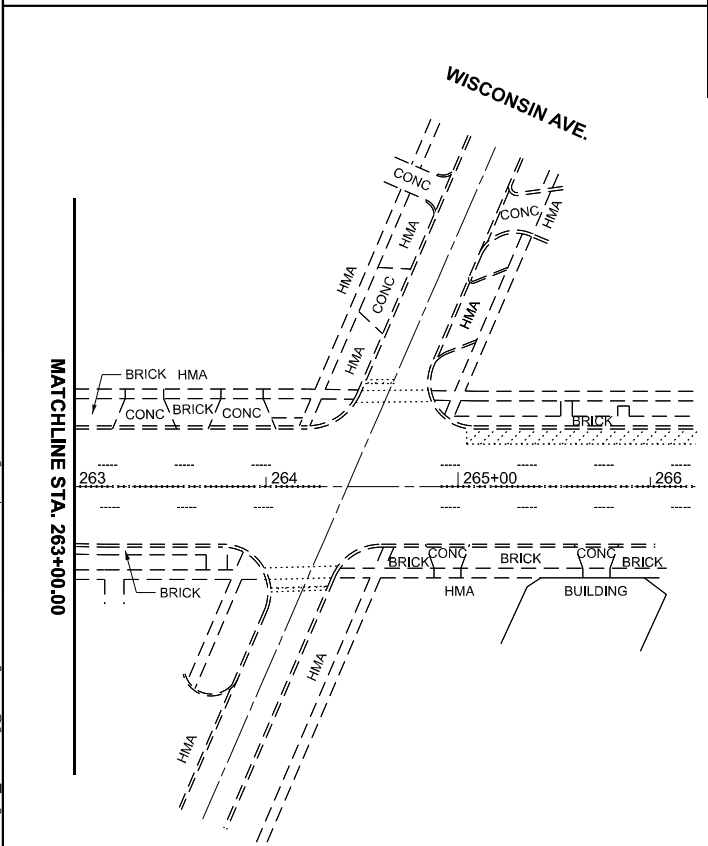 WISCONSIN AVE.
CONC
CONC
HMA
HMA
HMA
CONC
HMA
HMA
MATCHLINE STA. 263+00.00
BRICK HMA
CONC
BRICK
CONC
BRICK
263
264
265+00
266
BRICK
BRICK
CONC
BRICK
CONC
BRICK
HMA
BUILDING
HMA
HMA